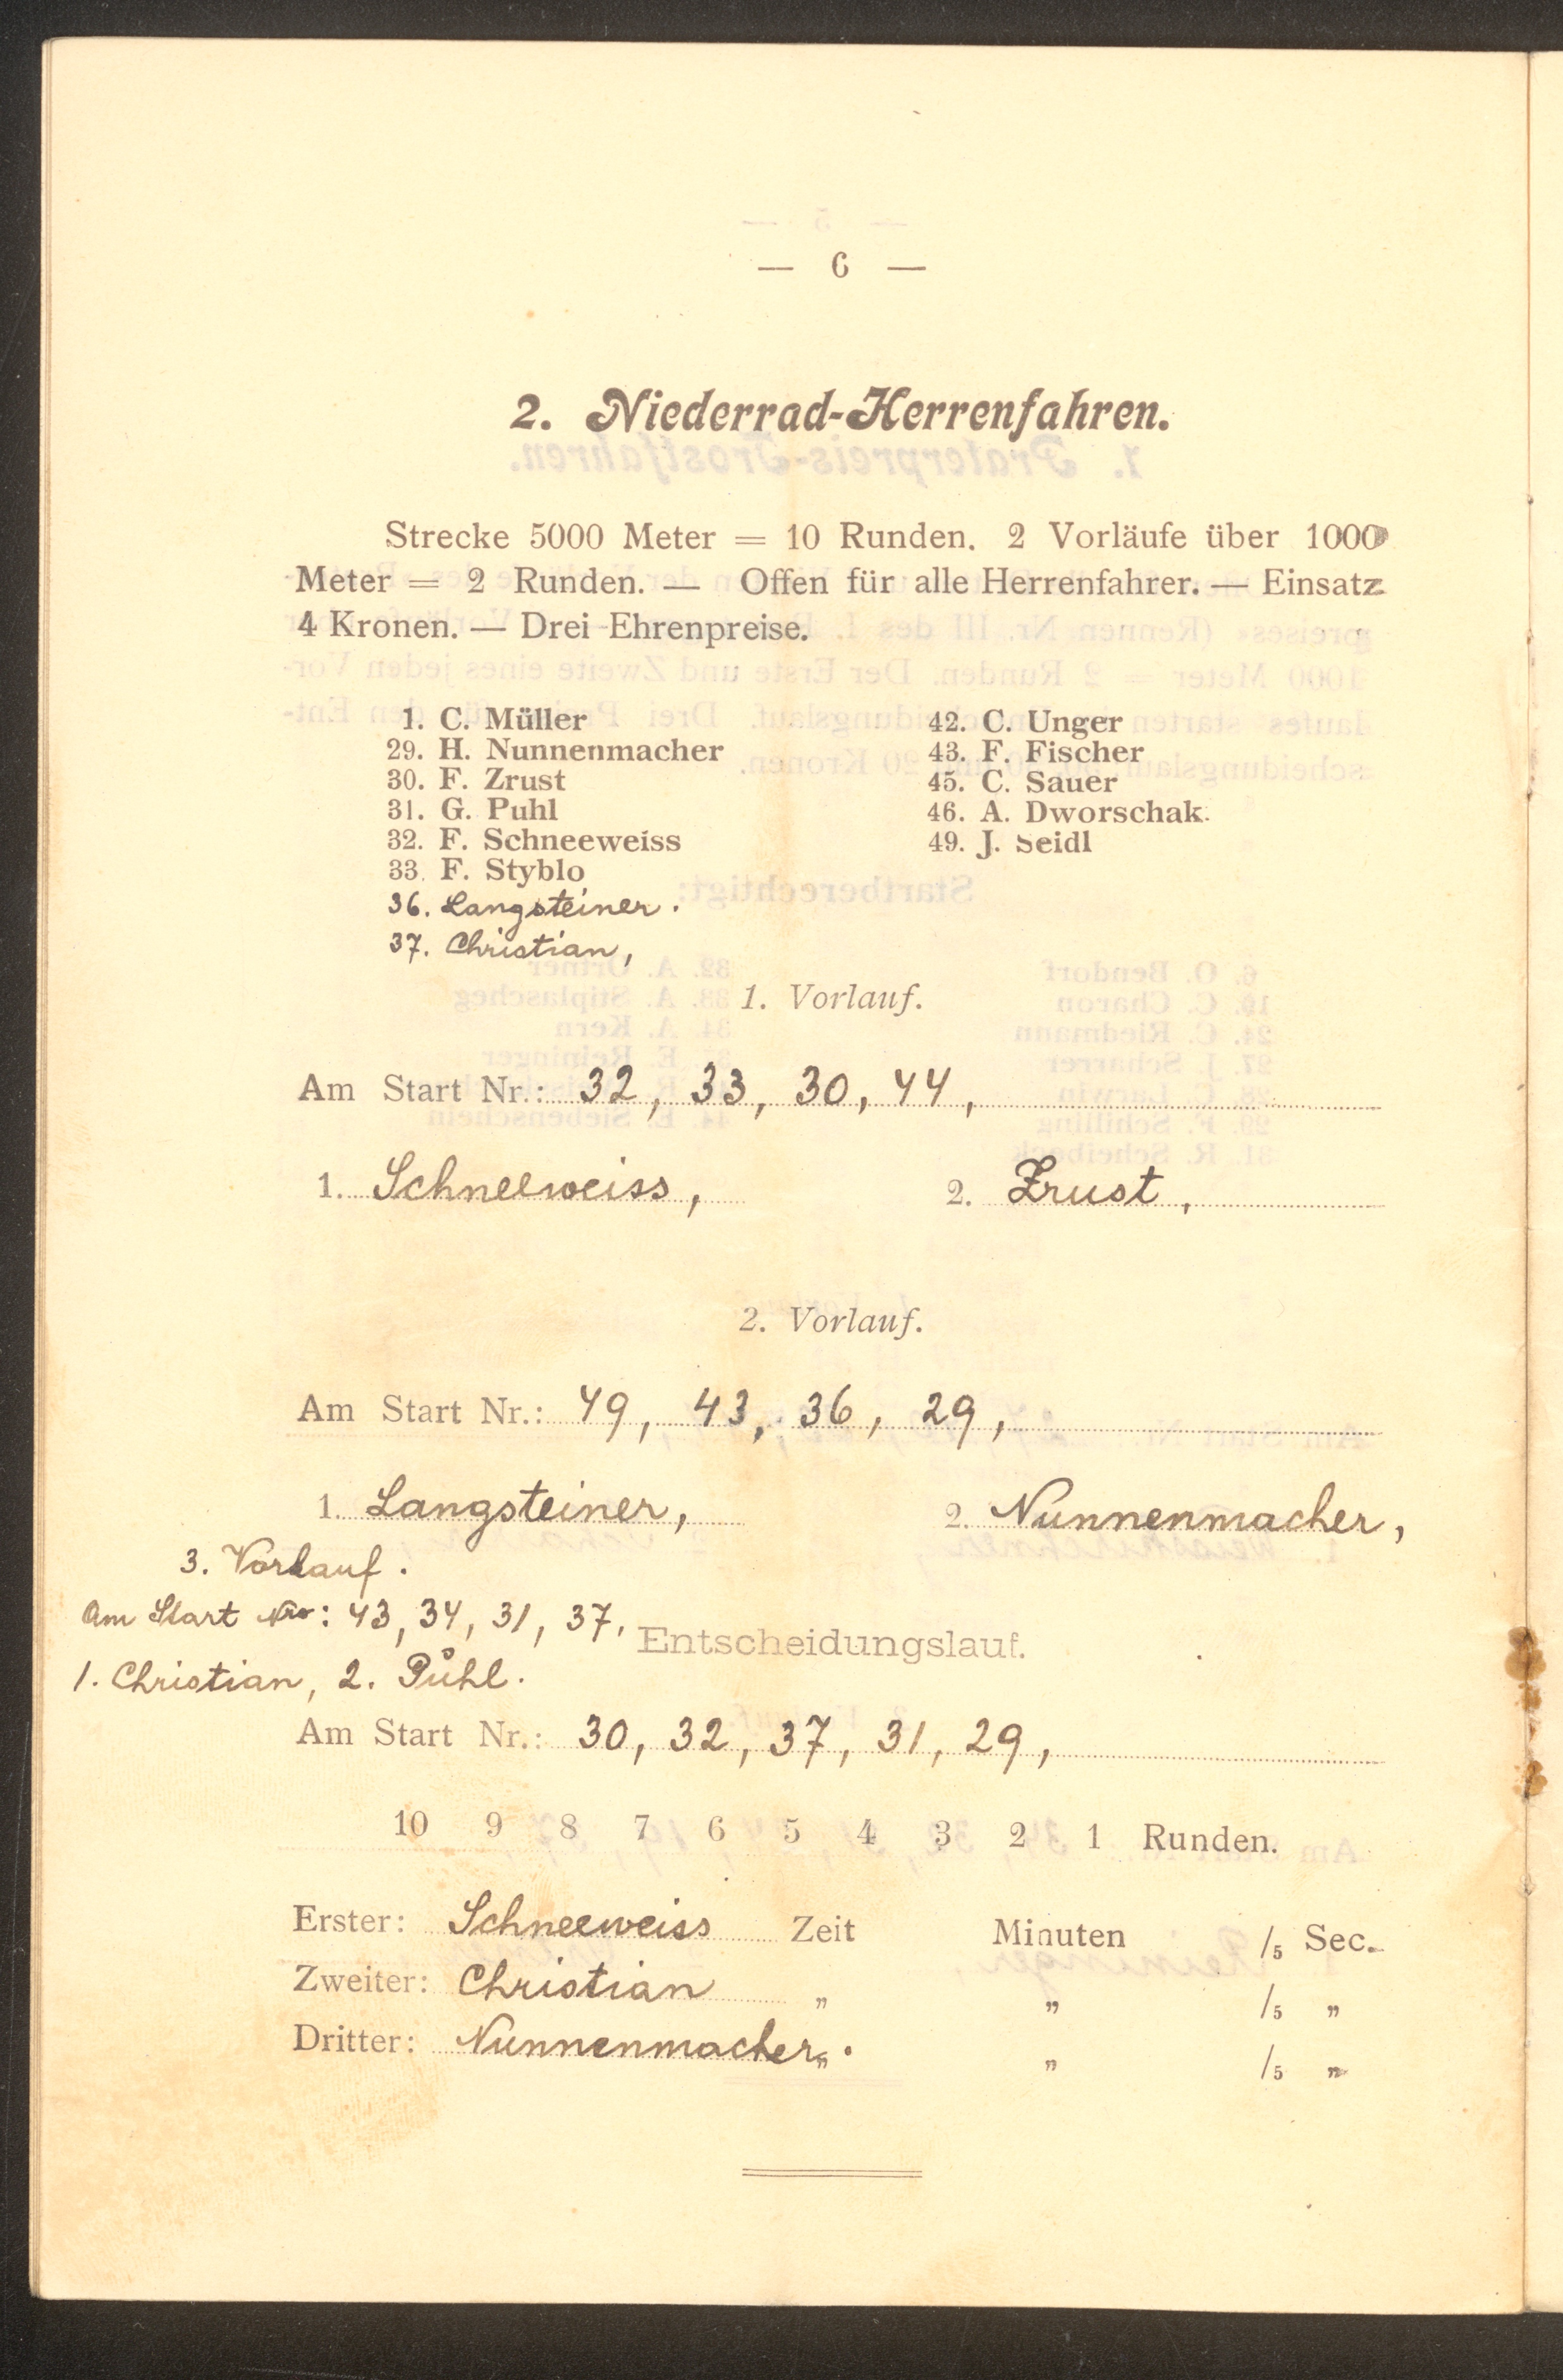 — 6 —
2. Niederrad-Herrenfahren.
Strecke 5000 Meter = 10 Runden. 2 Vorläufe über 1000
Meter = 2 Runden. — Offen für alle Herrenfahrer. — Einsatz
4 Kronen. — Drei Ehrenpreise.
1. C. Müller
29. H. Nunnenmacher
30. F. Zrust
31. G. Puhl
32. F. Schneeweiss
33. F. Styblo
36. Langsteiner.
37. Christian,
42. C. Unger
43. F. Fischer
45. C. Sauer
46. A. Dworschak.
49. J. Seidl
1. Vorlauf.
Am Start Nr.: 32, 33, 30, 44,
1. Schneeweiss, 2. Zrust,
2. Vorlauf.
Am Start Nr.: 49, 43, 36, 29,
1. Langsteiner, 2. Nunnenmacher,
3. Vorlauf.
Am Start Nro: 43, 34, 31, 37.
1. Christian, 2. Půhl.
Entscheidungslauf.
Am Start Nr.: 30, 32, 37, 31, 29,
10 9 8 7 6 5 4 3 2 1 Runden.
Erster: Schneeweiss Zeit Minuten /5 Sec.
Zweiter: Christian „ „ /5 „
Dritter: Nunnenmacher „ . „ /5 „